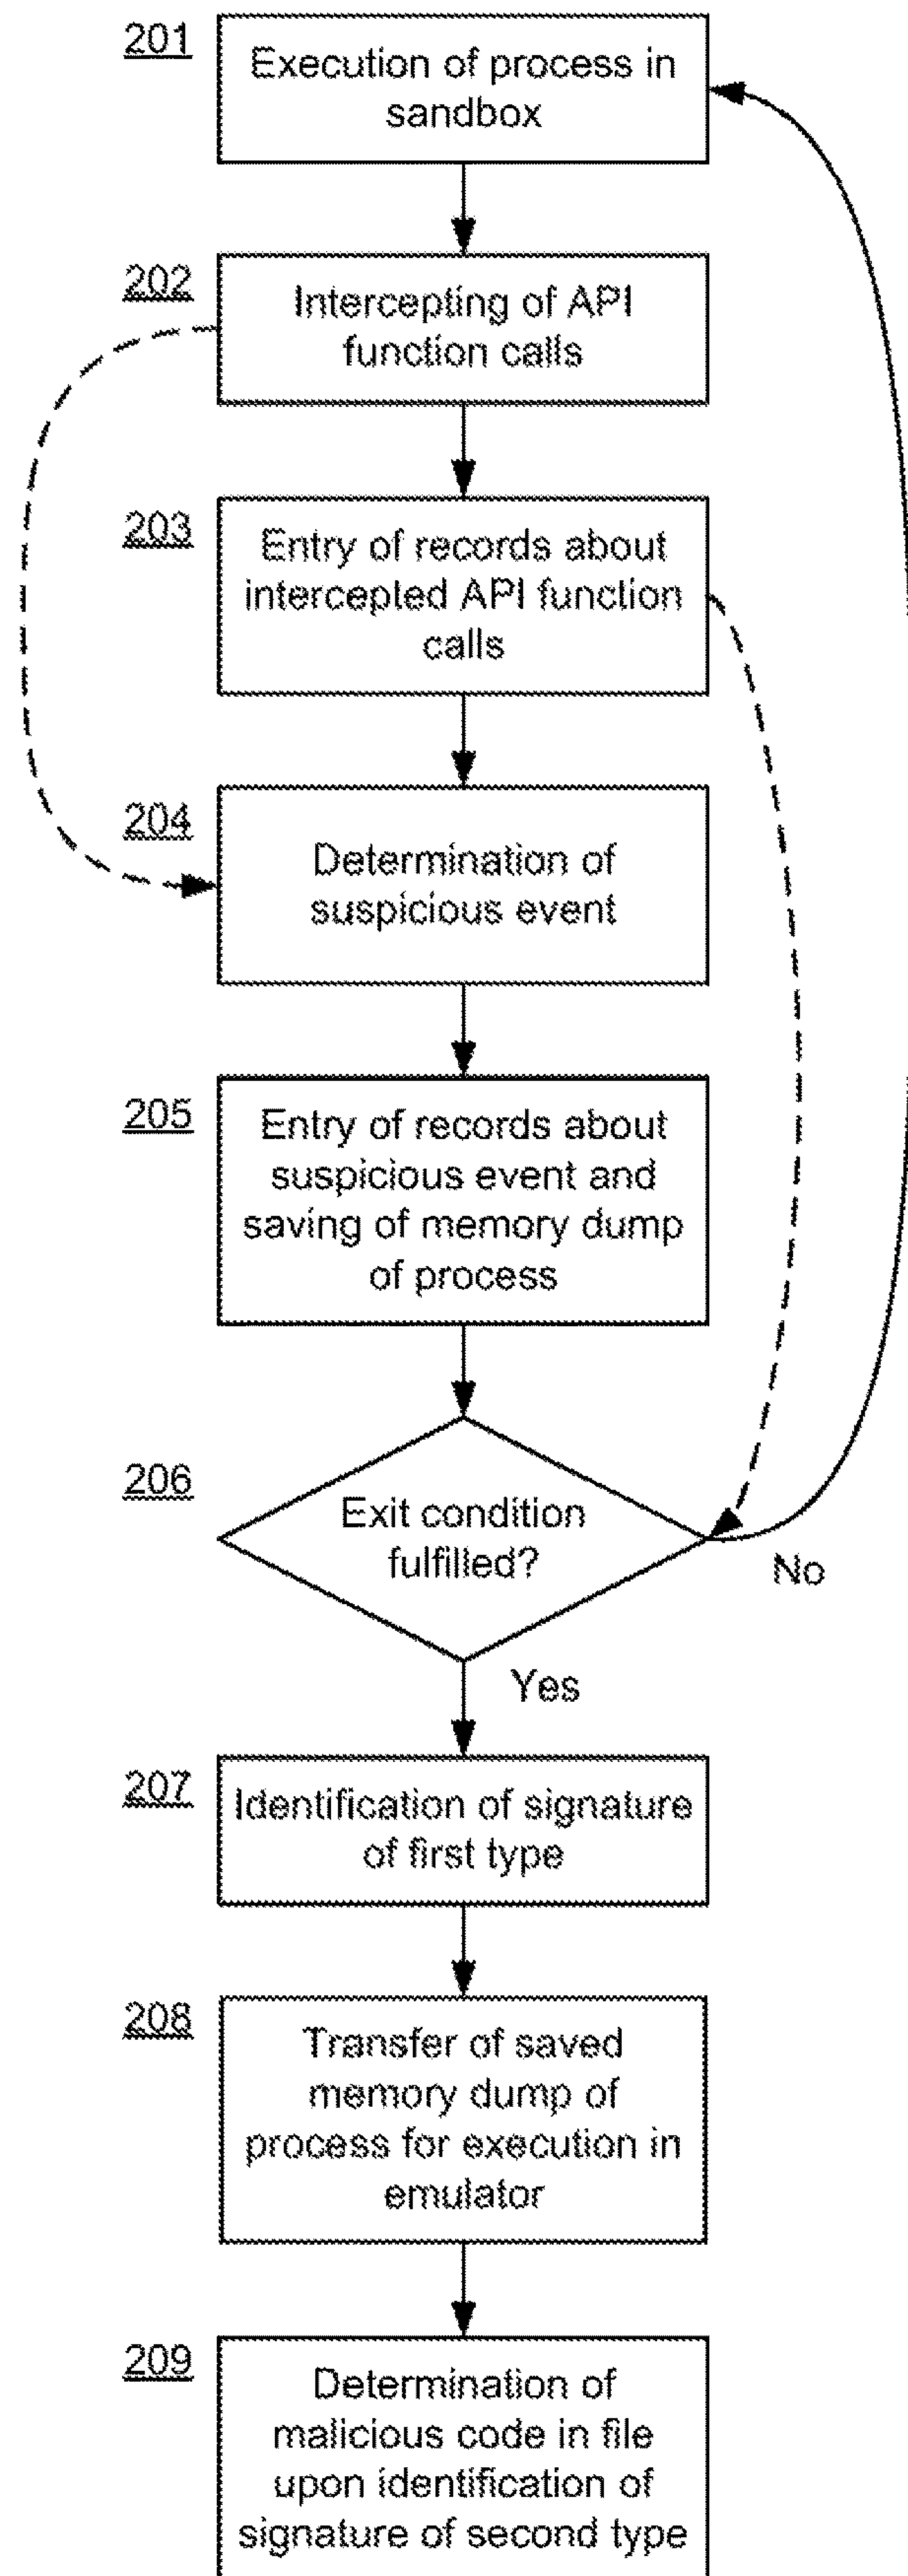 201
Execution of process in
sandbox
202
Intercepting of API
function calls
203
Entry of records about
intercepted API function
calls
204
Determination of
suspicious event
205
Entry of records about
suspicious event and
saving of memory dump
of process
206
Exit condition
fulfilled?
No
Yes
207
Identification of signature
of first type
208
Transfer of saved
memory dump of
process for execution in
emulator
209
Determination of
malicious code in file
upon identification of
signature of second type